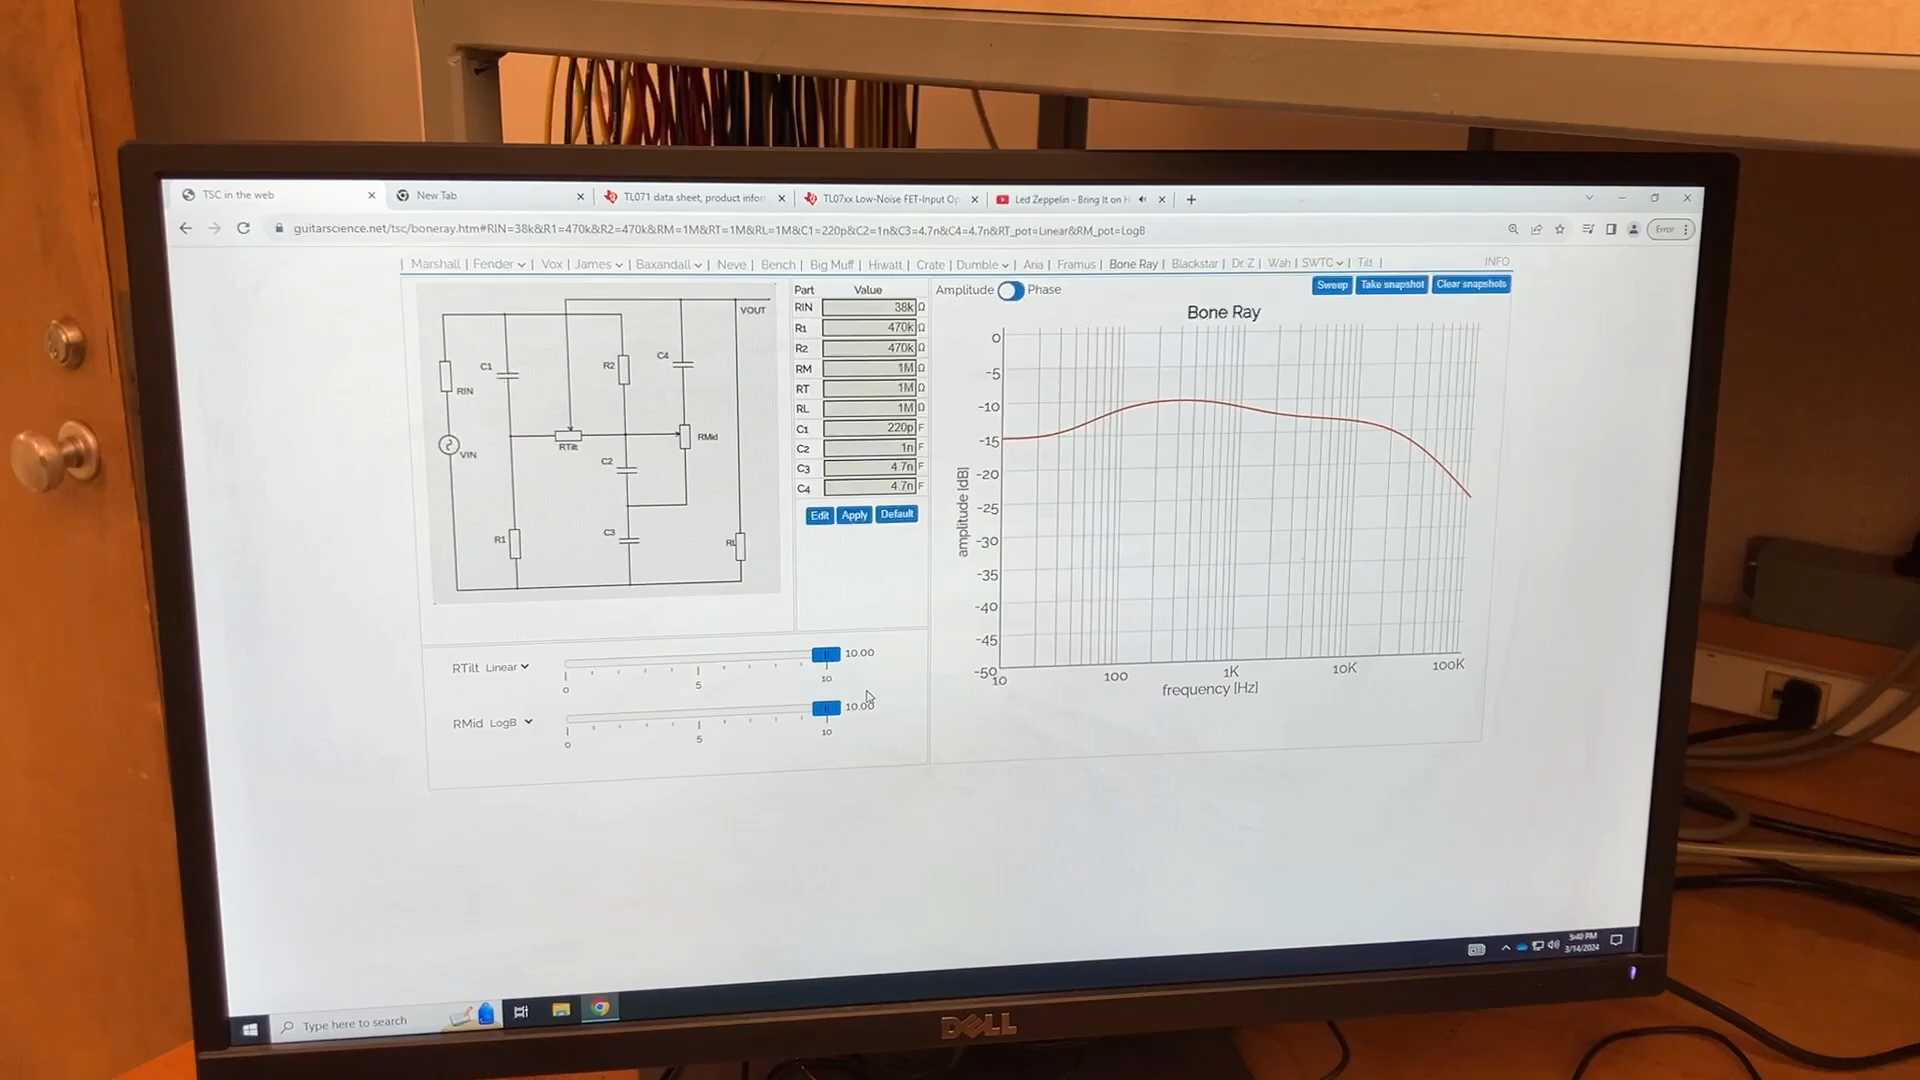 TSC in the web
New Tab
TL071 data sheet, product infor
TL07xx Low-Noise FET-Input Op
Led Zeppelin - Bring It on H
guitarscience.net/tsc/boneray.htm#RIN=38k&R1=470k&R2=470k&RM=1M&RT=1M&RL=1M&C1=220p&C2=1n&C3=4.7n&C4=4.7n&RT_pot=Linear&RM_pot=LogB
Error
| Marshall | Fender | Vox | James | Baxandall | Neve | Bench | Big Muff | Hiwatt | Crate | Dumble | Aria | Framus | Bone Ray | Blackstar | Dr. Z | Wah | SWTC | Tilt |
INFO
VOUT
C1
R2
C4
RIN
RTilt
RMid
VIN
C2
R1
C3
RL
Part Value
RIN 38k Ω
R1 470k Ω
R2 470k Ω
RM 1M Ω
RT 1M Ω
RL 1M Ω
C1 220p F
C2 1n F
C3 4.7n F
C4 4.7n F
Edit Apply Default
Amplitude Phase
Sweep Take snapshot Clear snapshots
Bone Ray
0
-5
-10
-15
-20
-25
-30
-35
-40
-45
-50
amplitude [dB]
10 100 1K 10K 100K
frequency [Hz]
RTilt Linear 10.00
0 5 10
RMid LogB 10.00
0 5 10
Type here to search
5:40 PM
3/14/2024
DELL